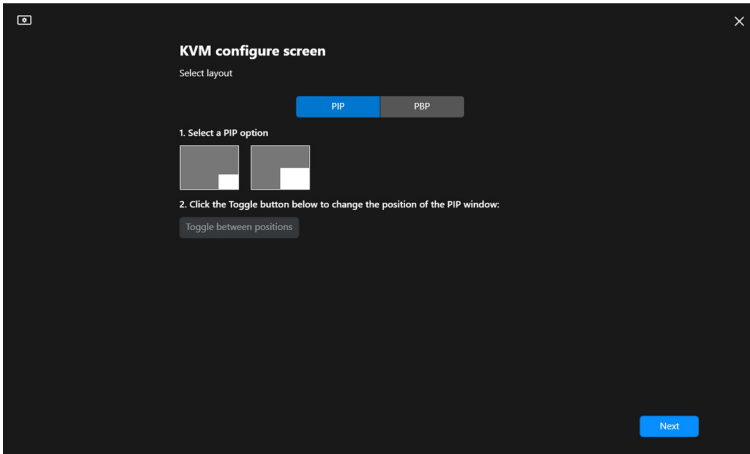 KVM configure screen
Select layout
PIP PBP
1. Select a PIP option
2. Click the Toggle button below to change the position of the PIP window:
Toggle between positions
Next